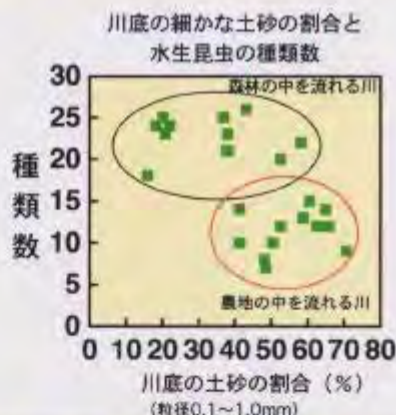 川底の細かな土砂の割合と
水生昆虫の種類数
30
25
20
15
10
5
0
種類数
森林の中を流れる川
農地の中を流れる川
0 10 20 30 40 50 60 70 80
川底の土砂の割合（%）
(粒径0.1〜1.0mm)